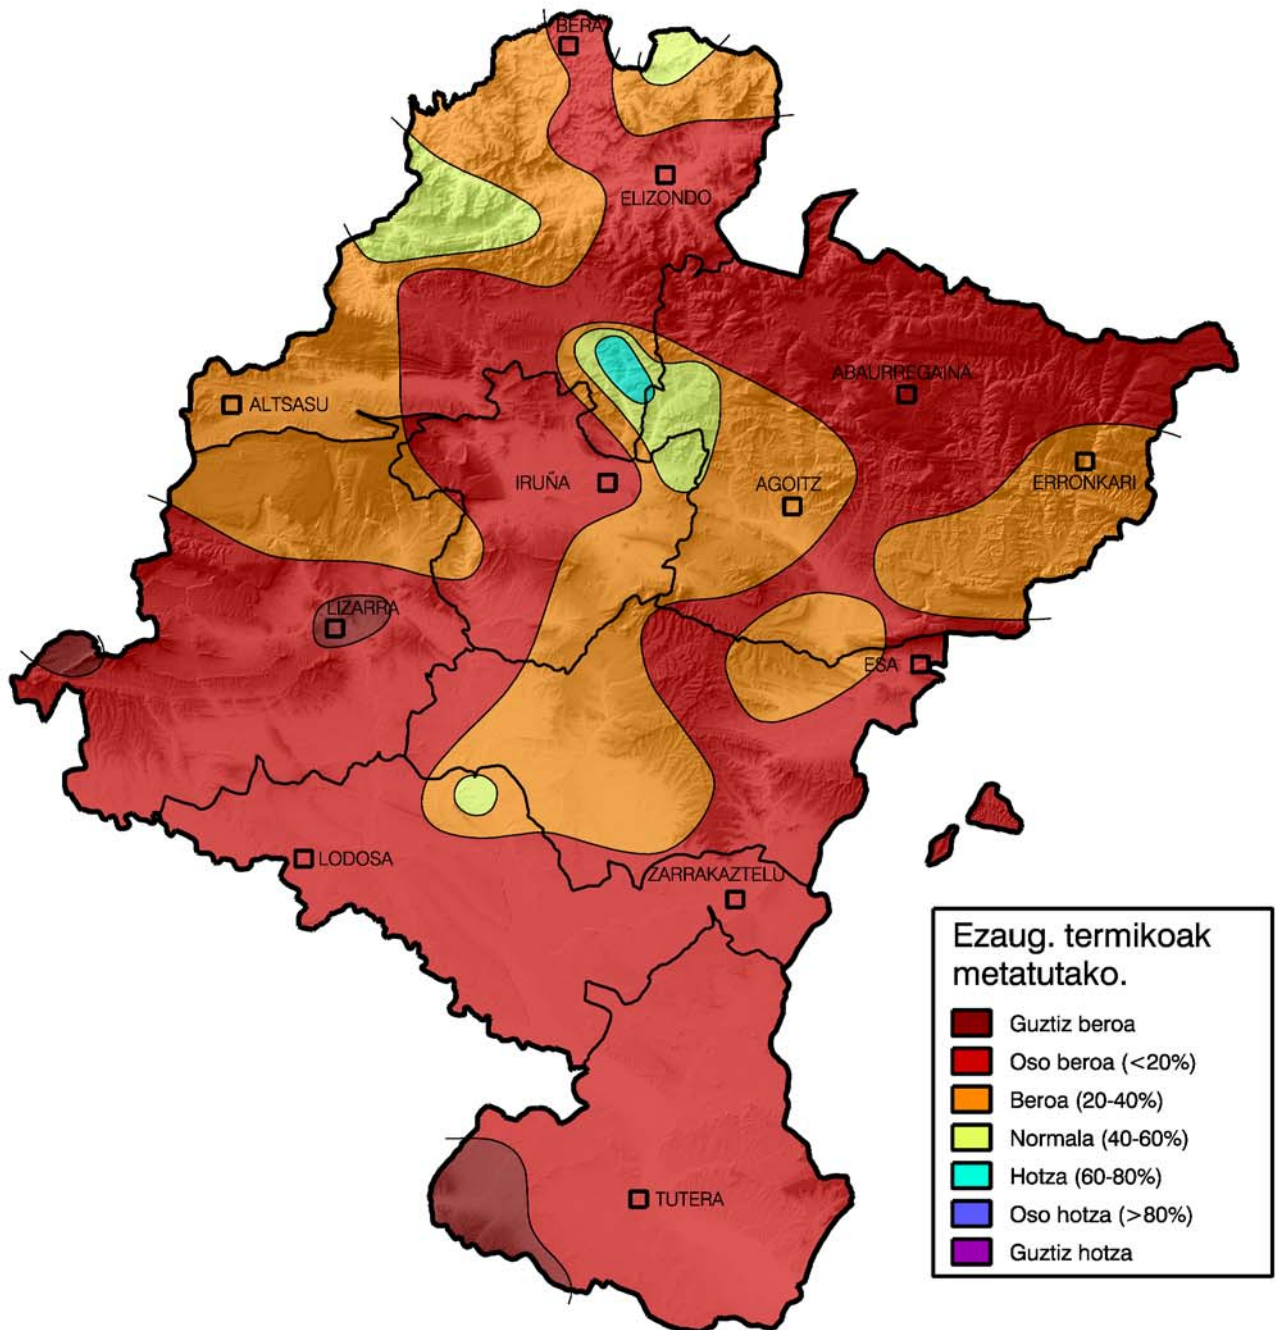 BERA
ELIZONDO
ABAURREGAINA
ALTSASU
ERRONKARI
IRUÑA
AGOITZ
LIZARRA
ESA
LODOSA
ZARRAKAZTELU
TUTERA
Ezaug. termikoak
metatutako.
Guztiz beroa
Oso beroa (<20%)
Beroa (20-40%)
Normala (40-60%)
Hotza (60-80%)
Oso hotza (>80%)
Guztiz hotza